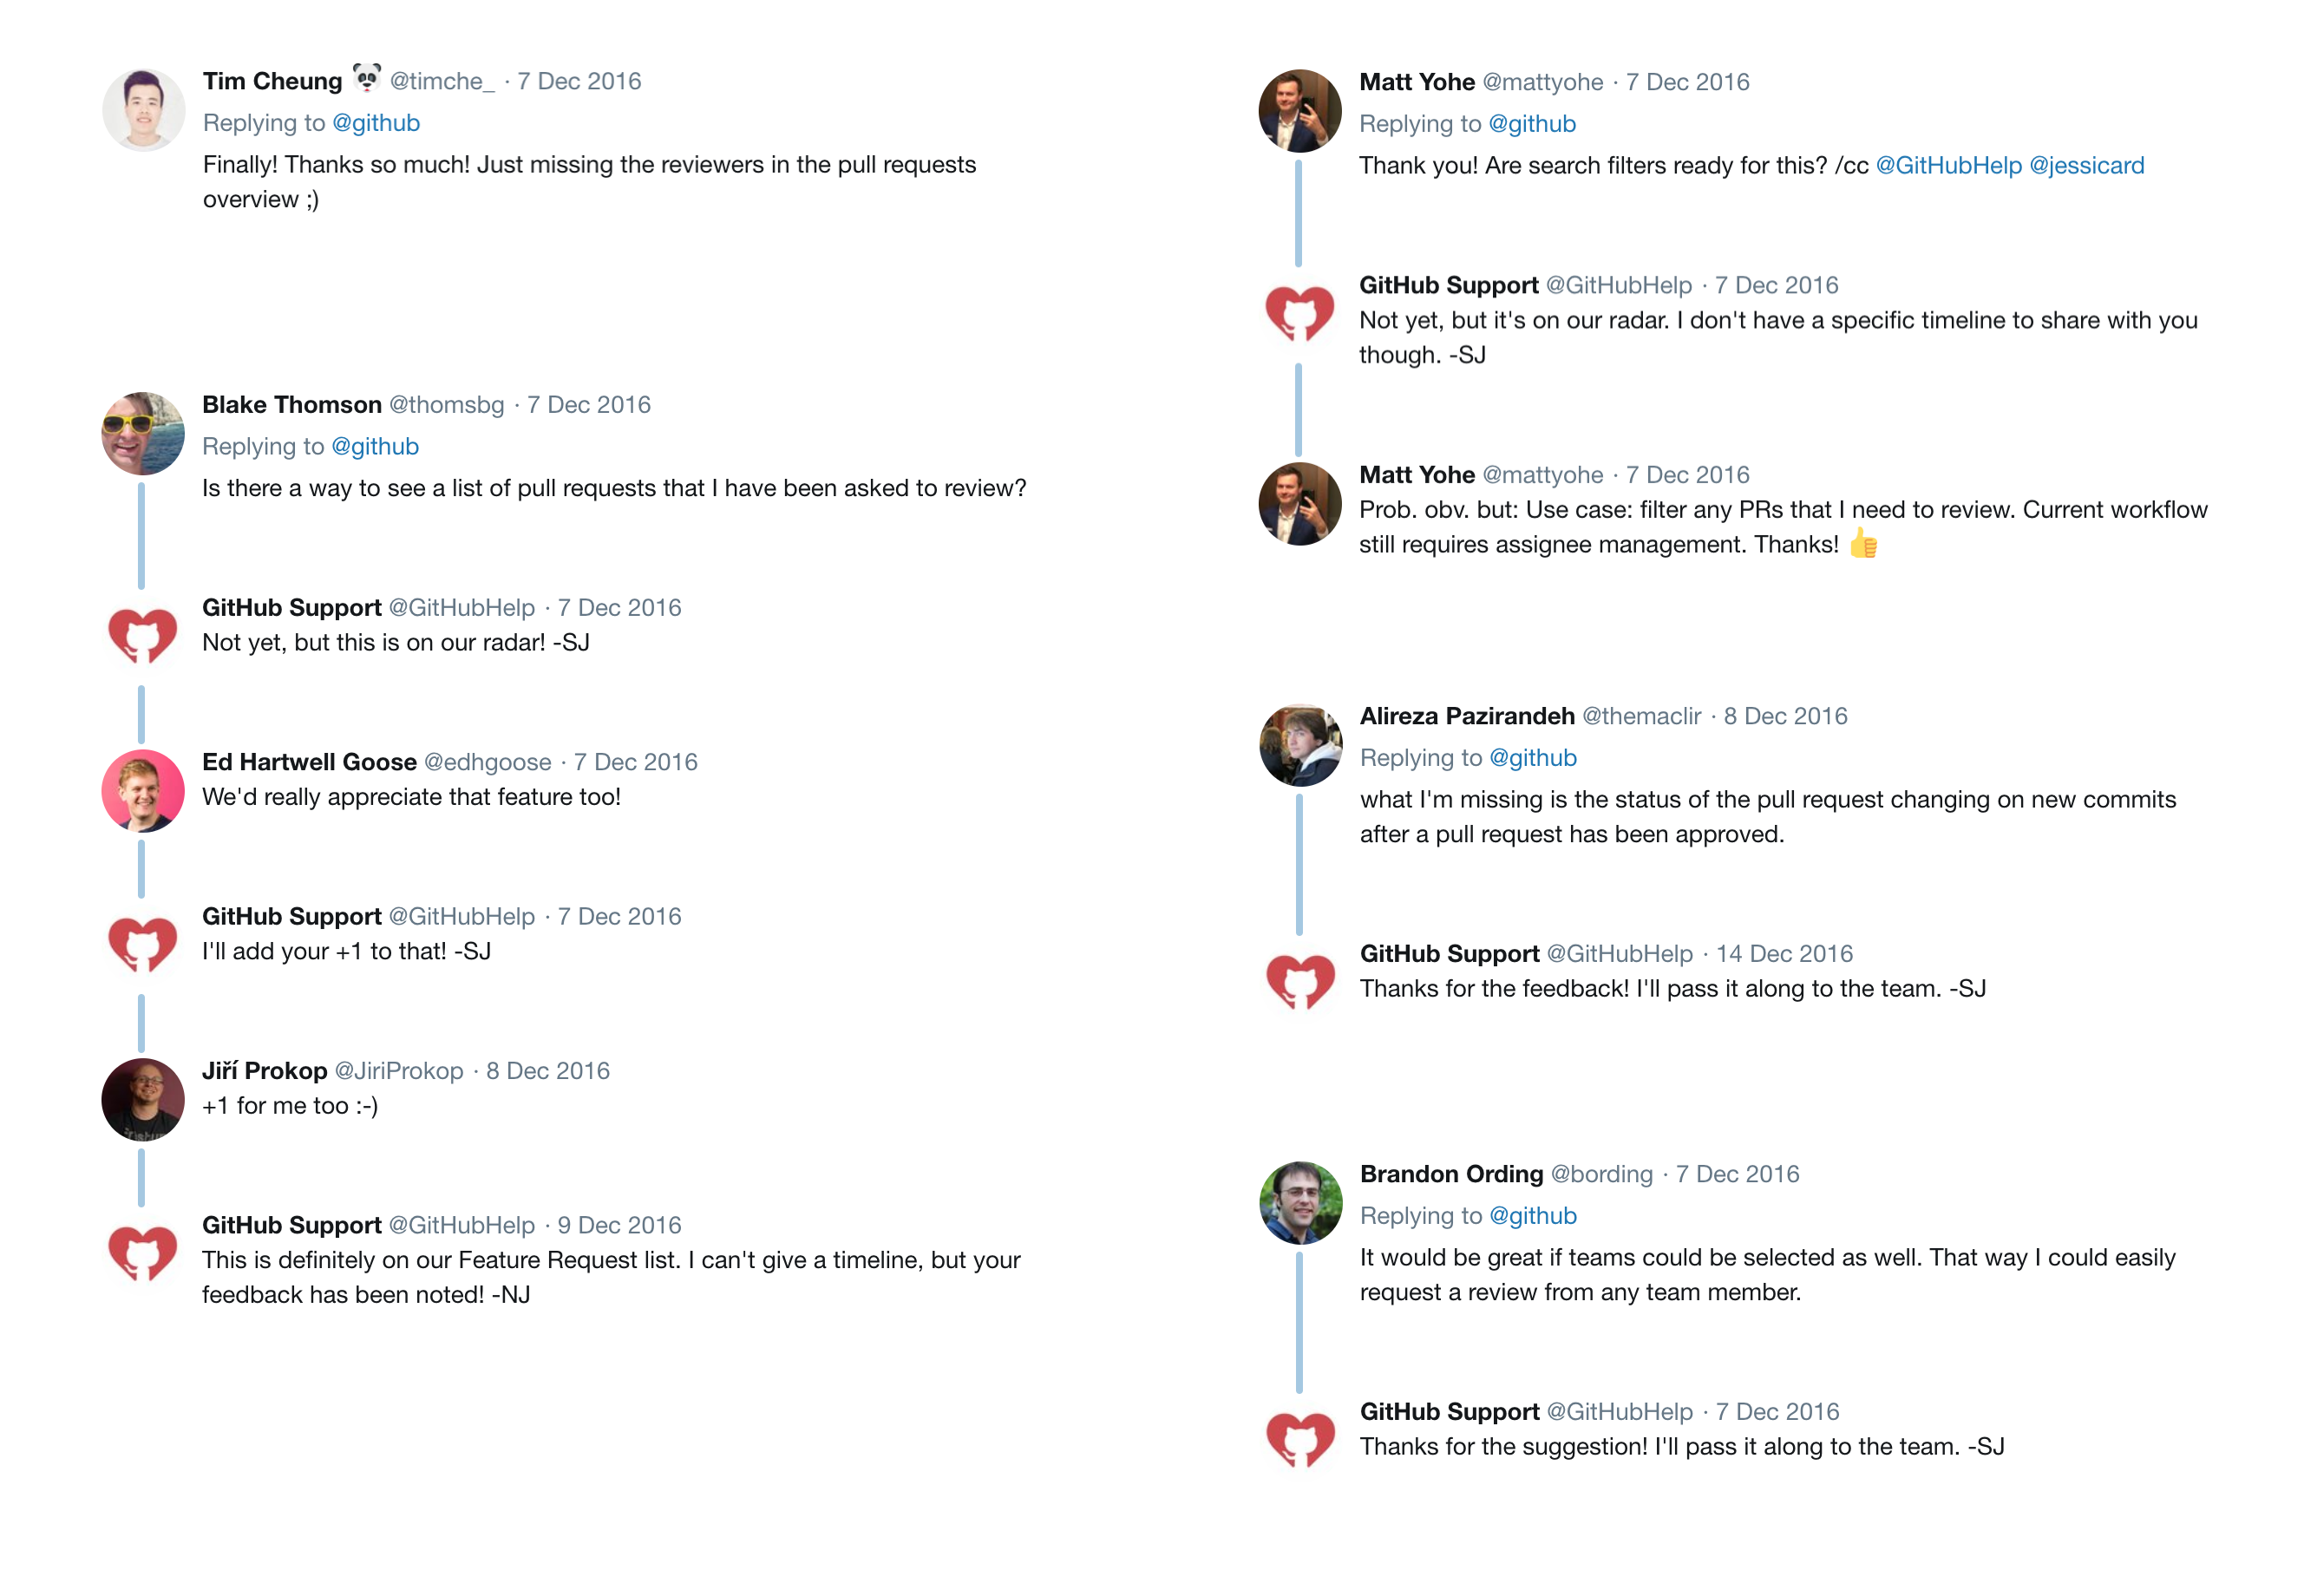 Tim Cheung 🐼 @timche_ · 7 Dec 2016
Replying to @github
Finally! Thanks so much! Just missing the reviewers in the pull requests
overview ;)
Blake Thomson @thomsbg · 7 Dec 2016
Replying to @github
Is there a way to see a list of pull requests that I have been asked to review?
GitHub Support @GitHubHelp · 7 Dec 2016
Not yet, but this is on our radar! -SJ
Ed Hartwell Goose @edhgoose · 7 Dec 2016
We'd really appreciate that feature too!
GitHub Support @GitHubHelp · 7 Dec 2016
I'll add your +1 to that! -SJ
Jiří Prokop @JiriProkop · 8 Dec 2016
+1 for me too :-)
GitHub Support @GitHubHelp · 9 Dec 2016
This is definitely on our Feature Request list. I can't give a timeline, but your
feedback has been noted! -NJ
Matt Yohe @mattyohe · 7 Dec 2016
Replying to @github
Thank you! Are search filters ready for this? /cc @GitHubHelp @jessicard
GitHub Support @GitHubHelp · 7 Dec 2016
Not yet, but it's on our radar. I don't have a specific timeline to share with you
though. -SJ
Matt Yohe @mattyohe · 7 Dec 2016
Prob. obv. but: Use case: filter any PRs that I need to review. Current workflow
still requires assignee management. Thanks! 👍
Alireza Pazirandeh @themaclir · 8 Dec 2016
Replying to @github
what I'm missing is the status of the pull request changing on new commits
after a pull request has been approved.
GitHub Support @GitHubHelp · 14 Dec 2016
Thanks for the feedback! I'll pass it along to the team. -SJ
Brandon Ording @bording · 7 Dec 2016
Replying to @github
It would be great if teams could be selected as well. That way I could easily
request a review from any team member.
GitHub Support @GitHubHelp · 7 Dec 2016
Thanks for the suggestion! I'll pass it along to the team. -SJ